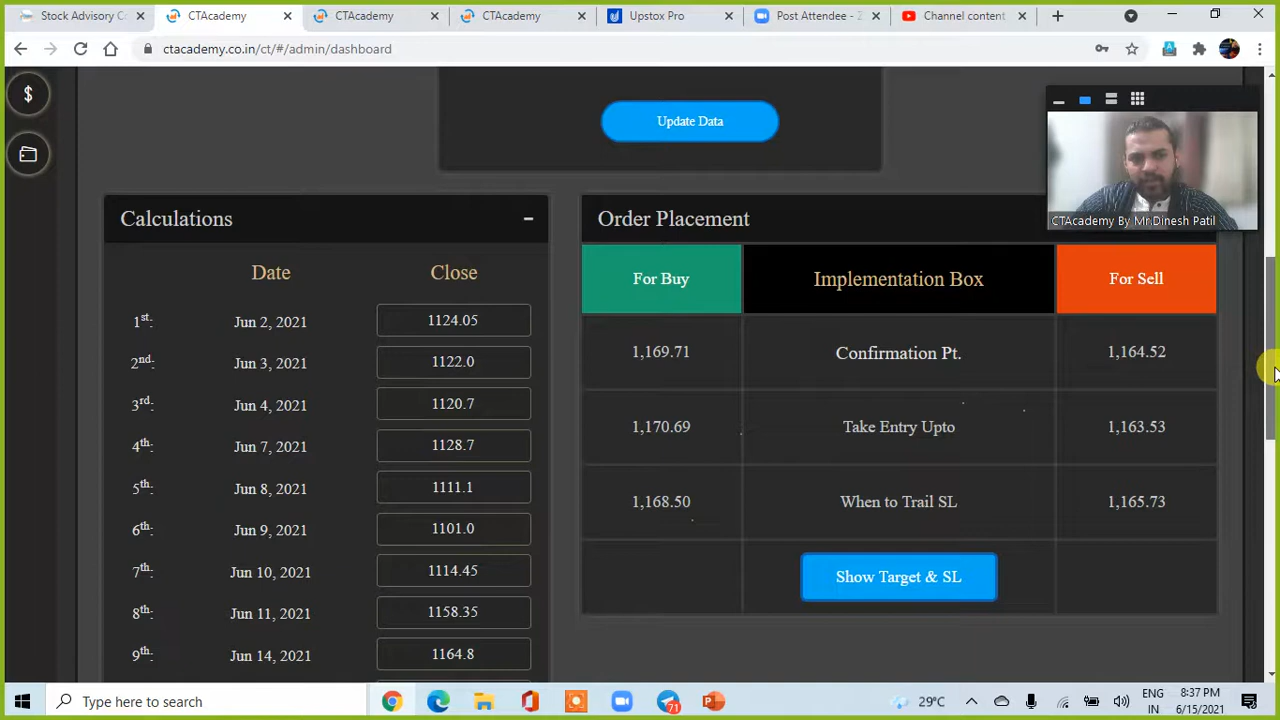 Stock Advisory C
CTAcademy
CTAcademy
CTAcademy
Upstox Pro
Post Attendee - Z
Channel content
ctacademy.co.in/ct/#/admin/dashboard
$
Update Data
CTAcademy By Mr.Dinesh Patil
Calculations
Date Close
1st: Jun 2, 2021 1124.05
2nd: Jun 3, 2021 1122.0
3rd: Jun 4, 2021 1120.7
4th: Jun 7, 2021 1128.7
5th: Jun 8, 2021 1111.1
6th: Jun 9, 2021 1101.0
7th: Jun 10, 2021 1114.45
8th: Jun 11, 2021 1158.35
9th: Jun 14, 2021 1164.8
Order Placement
For Buy Implementation Box For Sell
1,169.71 Confirmation Pt. 1,164.52
1,170.69 Take Entry Upto 1,163.53
1,168.50 When to Trail SL 1,165.73
Show Target & SL
Type here to search
71
29°C
ENG
IN
8:37 PM
6/15/2021